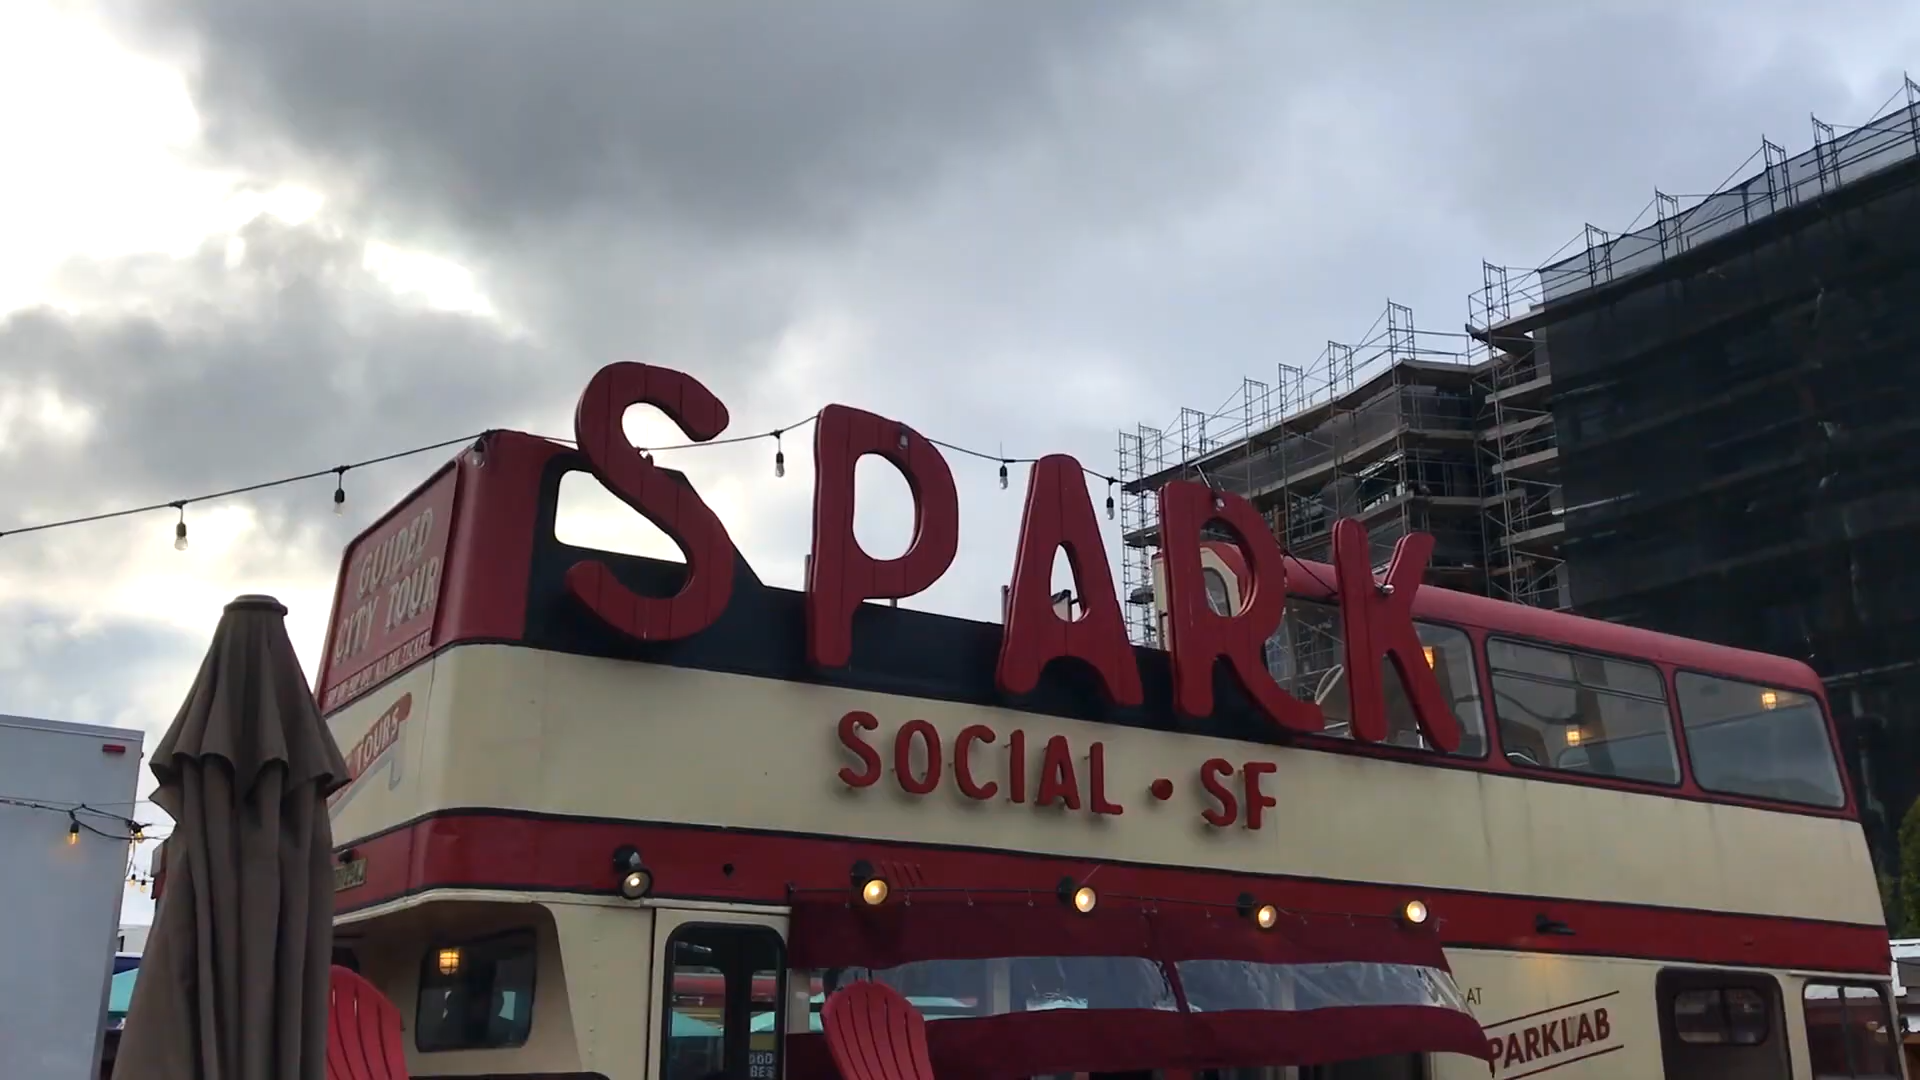 SPARK
SOCIAL • SF
GUIDED
CITY TOUR
TOURS
AT
PARKLAB